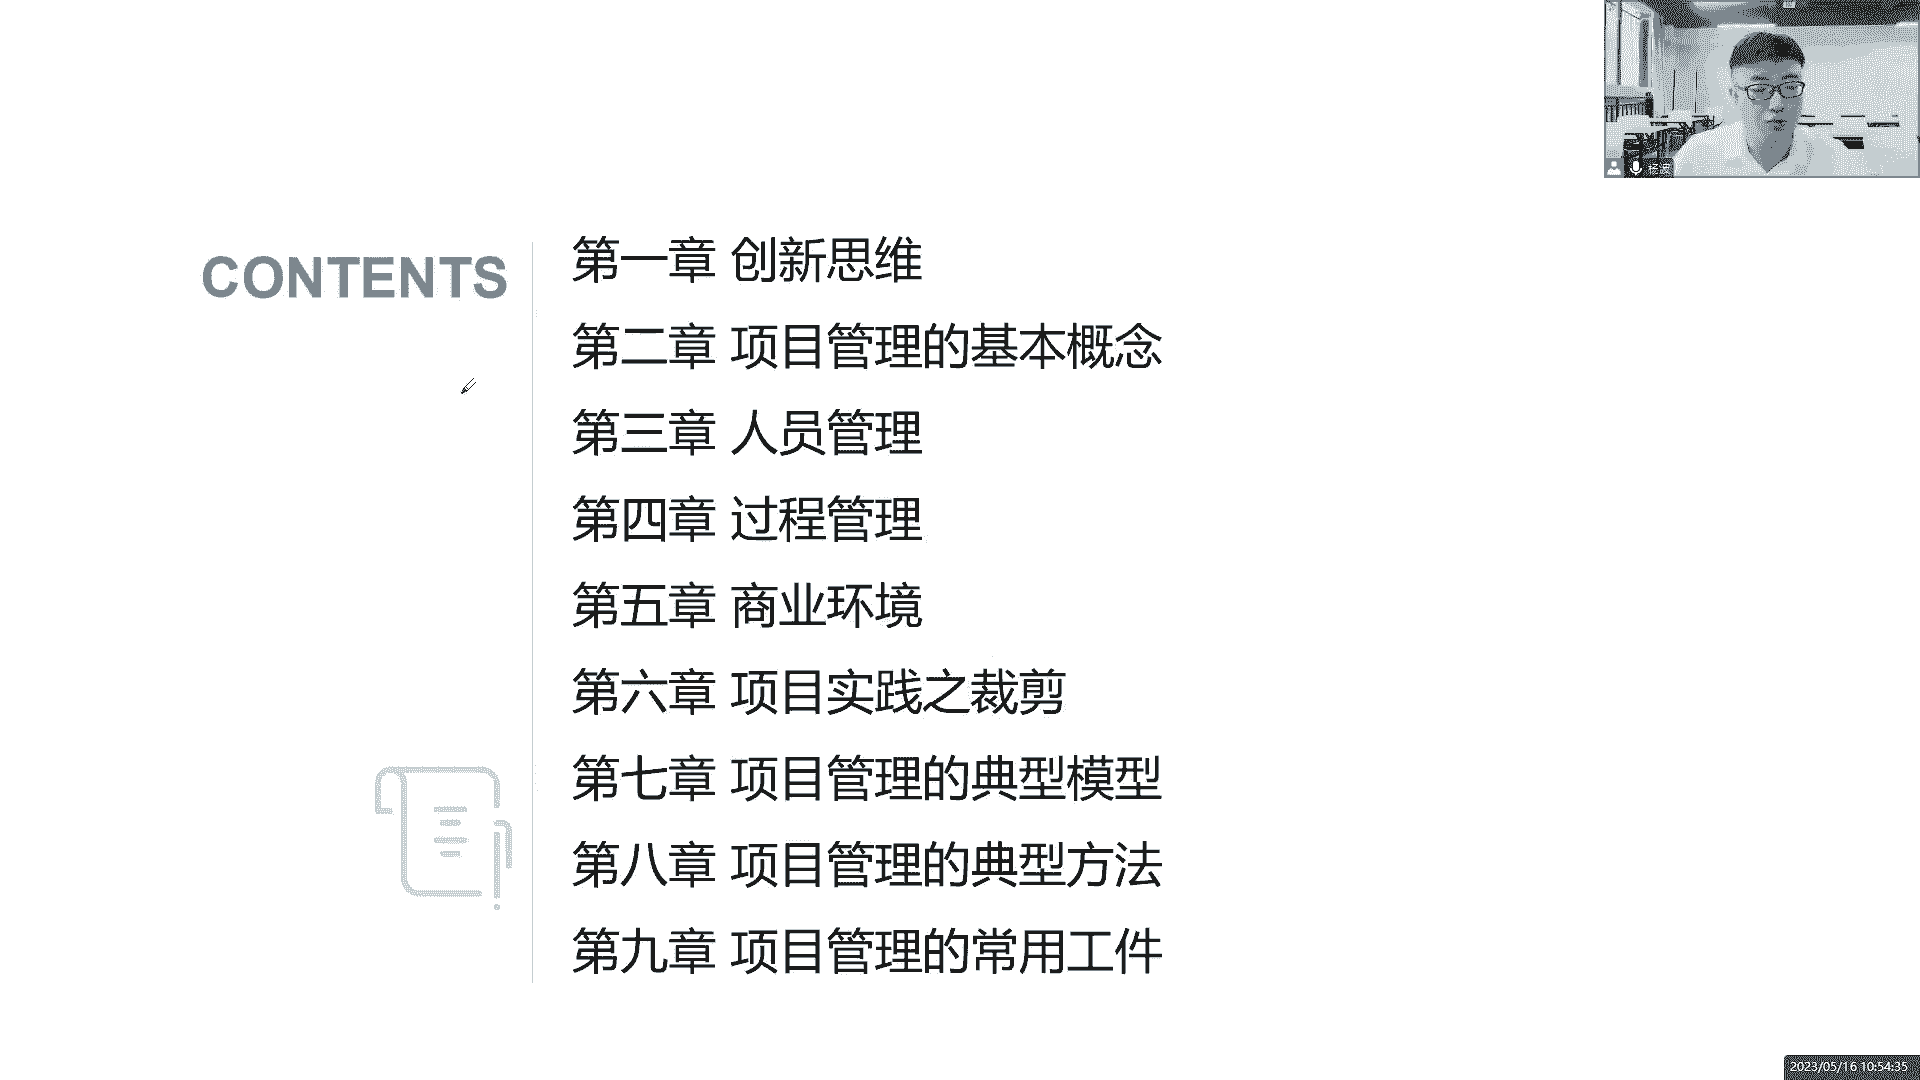 CONTENTS
第一章 创新思维
第二章 项目管理的基本概念
第三章 人员管理
第四章 过程管理
第五章 商业环境
第六章 项目实践之裁剪
第七章 项目管理的典型模型
第八章 项目管理的典型方法
第九章 项目管理的常用工件
2023/05/16 10:54:35